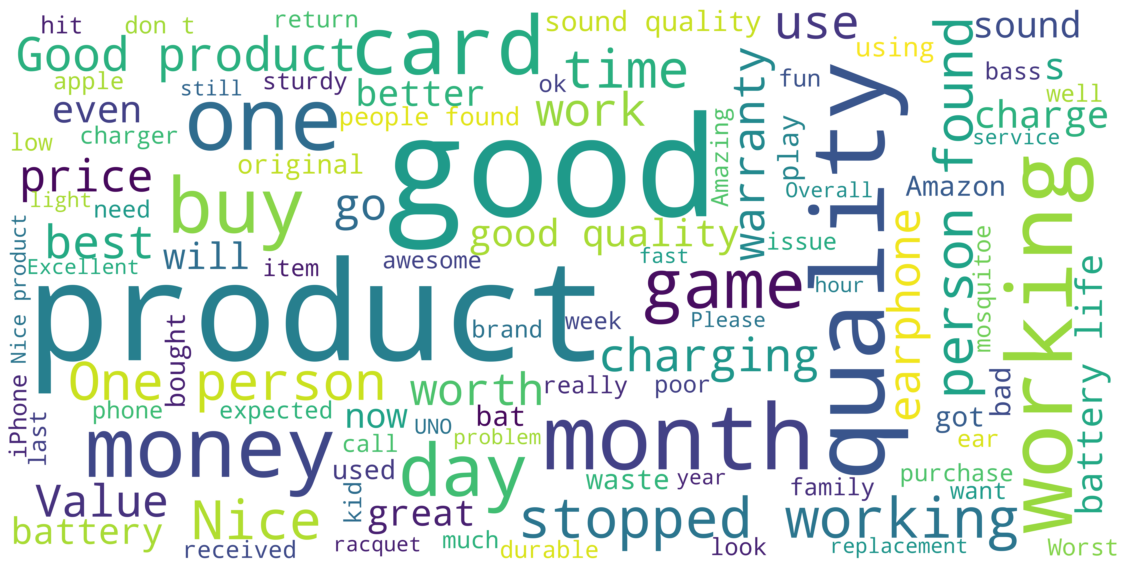 hit
don t
return
sound quality
use
sound
Good product
card
time
using
found
apple
still
sturdy
ok
fun
bass
s
even
one
better
work
warranty
well
charger
people found
charge
low
original
good
Amazing
play
quality
service
price
buy
go
Overall
Amazon
working
light
need
best
will
good quality
issue
earphone
person
mosquitoe
Excellent
item
awesome
fast
game
hour
Nice product
product
brand
week
Please
charging
battery life
One person
bought
worth
really
poor
bad
iPhone
phone
expected
now
UNO
bat
month
got
last
money
call
problem
ear
day
used
waste
year
family
purchase
want
Value
Nice
kid
great
stopped
working
battery
received
racquet
much
durable
look
replacement
Worst